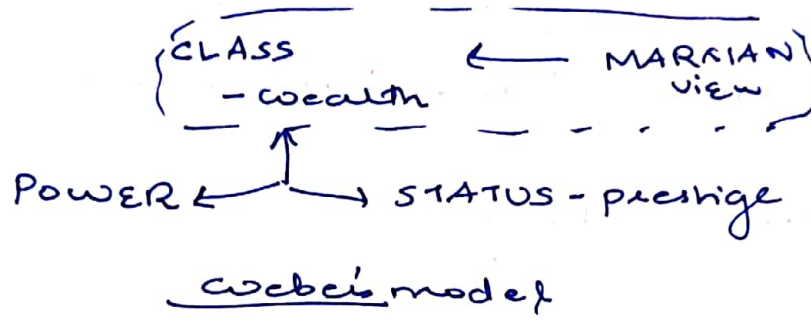 CLASS ← MARXIAN
- wealth view
POWER ← → STATUS - prestige
Weber's model